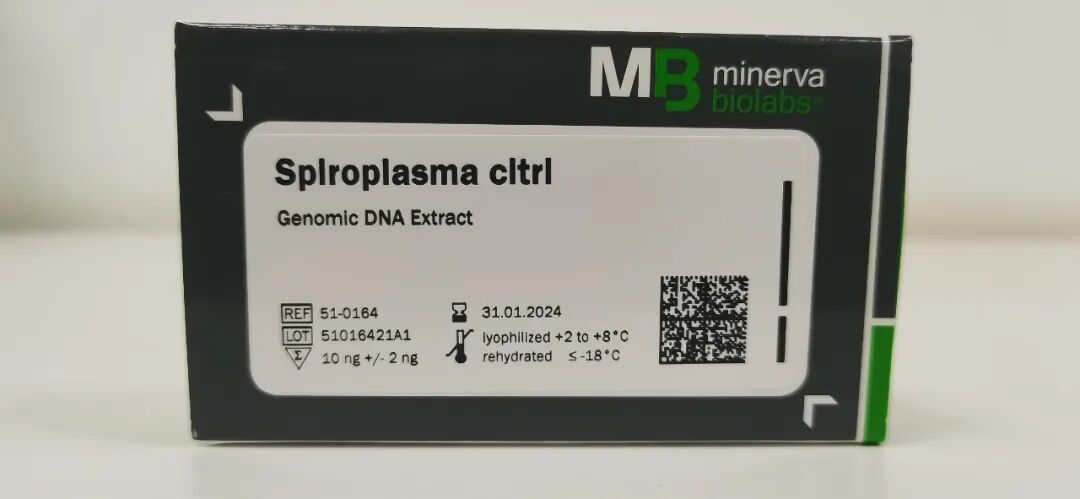 MB minerva
biolabs®
Spiroplasma citri
Genomic DNA Extract
REF 51-0164
LOT 51016421A1
Σ 10 ng +/- 2 ng
31.01.2024
lyophilized +2 to +8°C
rehydrated ≤ -18°C